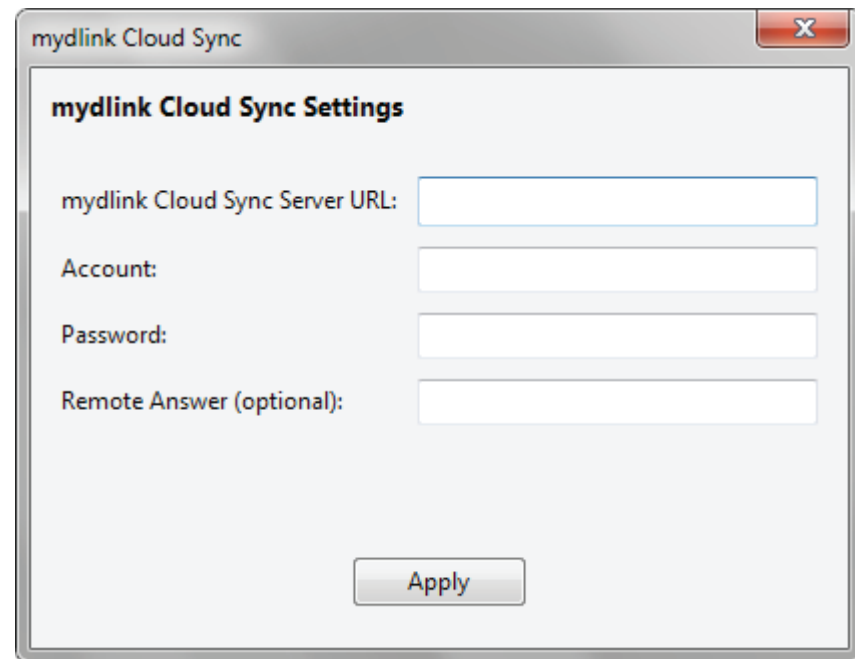 mydlink Cloud Sync
mydlink Cloud Sync Settings
mydlink Cloud Sync Server URL:
Account:
Password:
Remote Answer (optional):
Apply